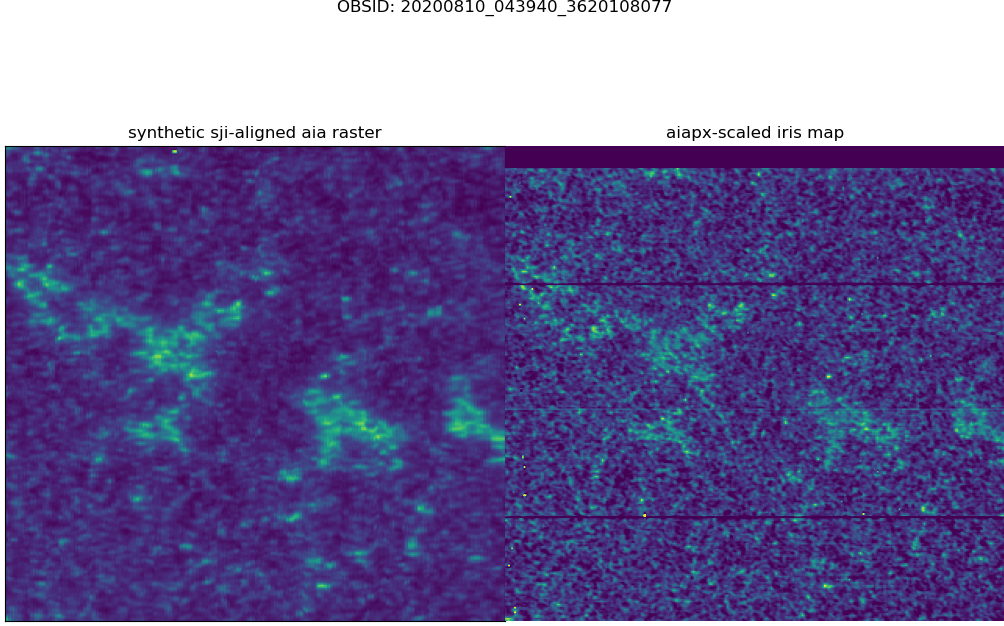 OBSID: 20200810_043940_3620108077
synthetic sji-aligned aia raster
aiapx-scaled iris map